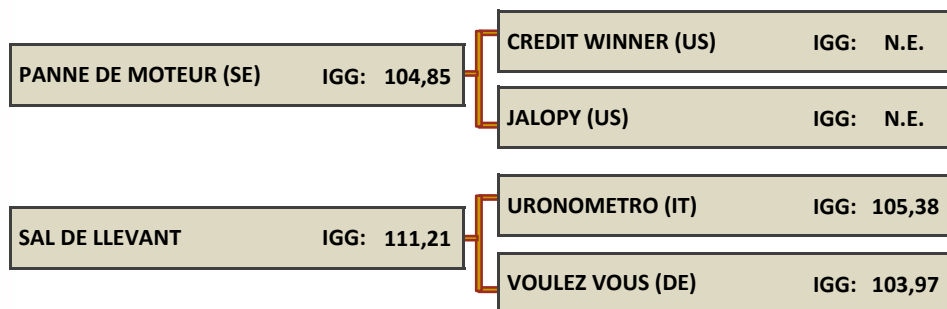 CREDIT WINNER (US) IGG: N.E.
PANNE DE MOTEUR (SE) IGG: 104,85
JALOPY (US) IGG: N.E.
URONOMETRO (IT) IGG: 105,38
SAL DE LLEVANT IGG: 111,21
VOULEZ VOUS (DE) IGG: 103,97